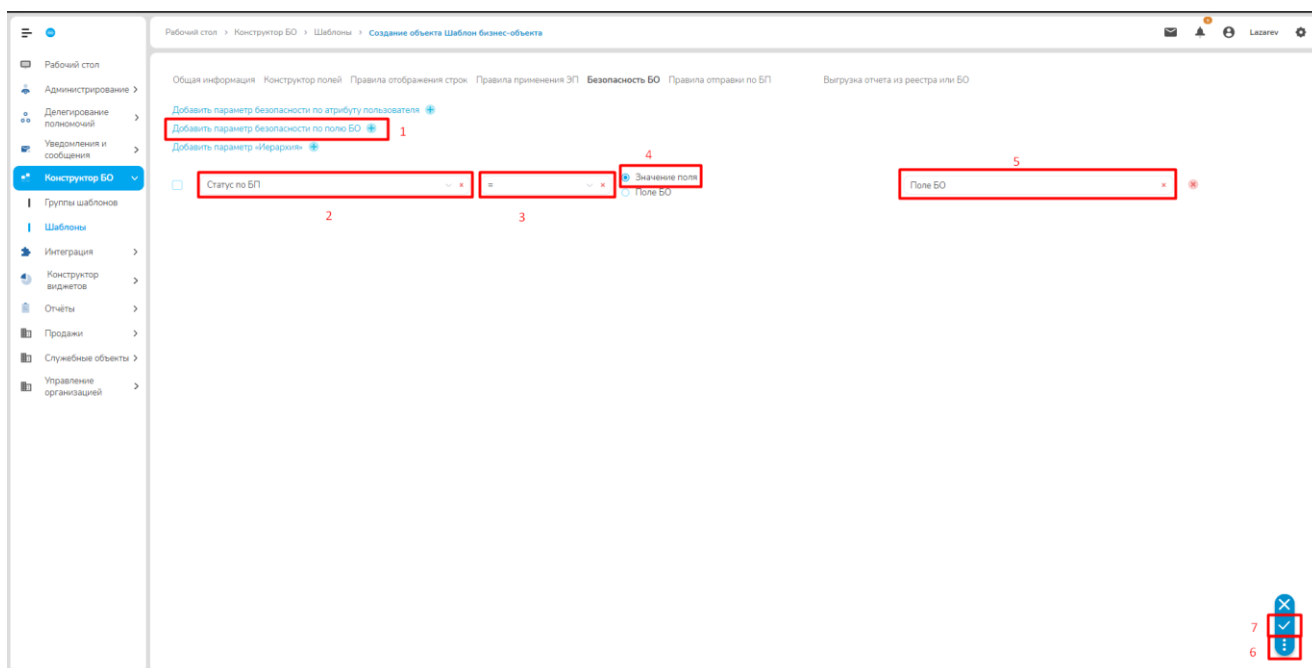 Рабочий стол > Конструктор БО > Шаблоны > Создание объекта Шаблон бизнес-объекта
Lazarev
Рабочий стол
Администрирование
Делегирование
полномочий
Уведомления и
сообщения
Конструктор БО
Группы шаблонов
Шаблоны
Интеграция
Конструктор
виджетов
Отчёты
Продажи
Служебные объекты
Управление
организацией
Общая информация Конструктор полей Правила отображения строк Правила применения ЭП Безопасность БО Правила отправки по БП Выгрузка отчета из реестра или БО
Добавить параметр безопасности по атрибуту пользователя
Добавить параметр безопасности по полю БО 1
Добавить параметр «Иерархия»
4
5
Статус по БП = Значение поля Поле БО
Поле БО
2 3
7
6